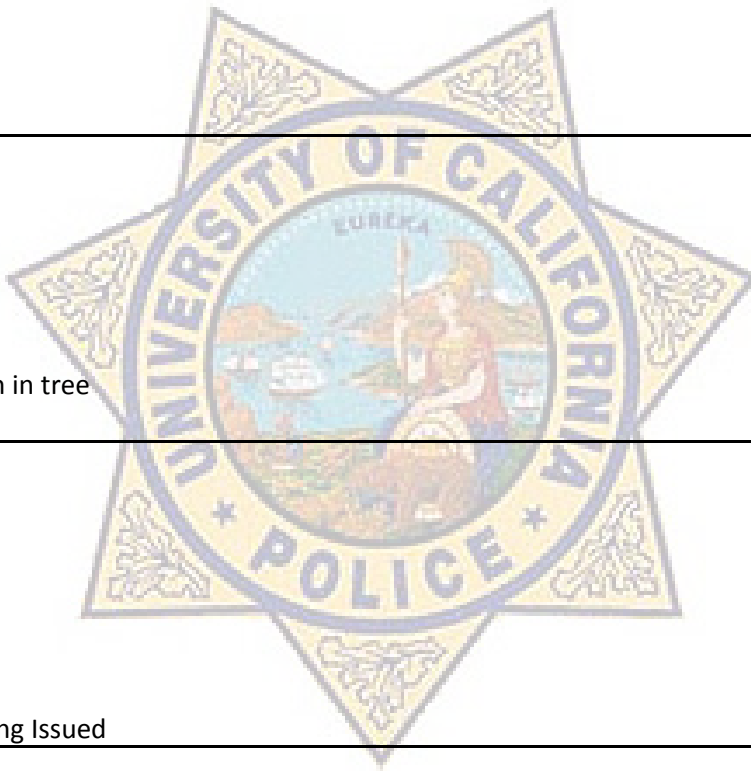 UNIVERSITY OF CALIFORNIA
EUREKA
n in tree
★ POLICE ★
ng Issued